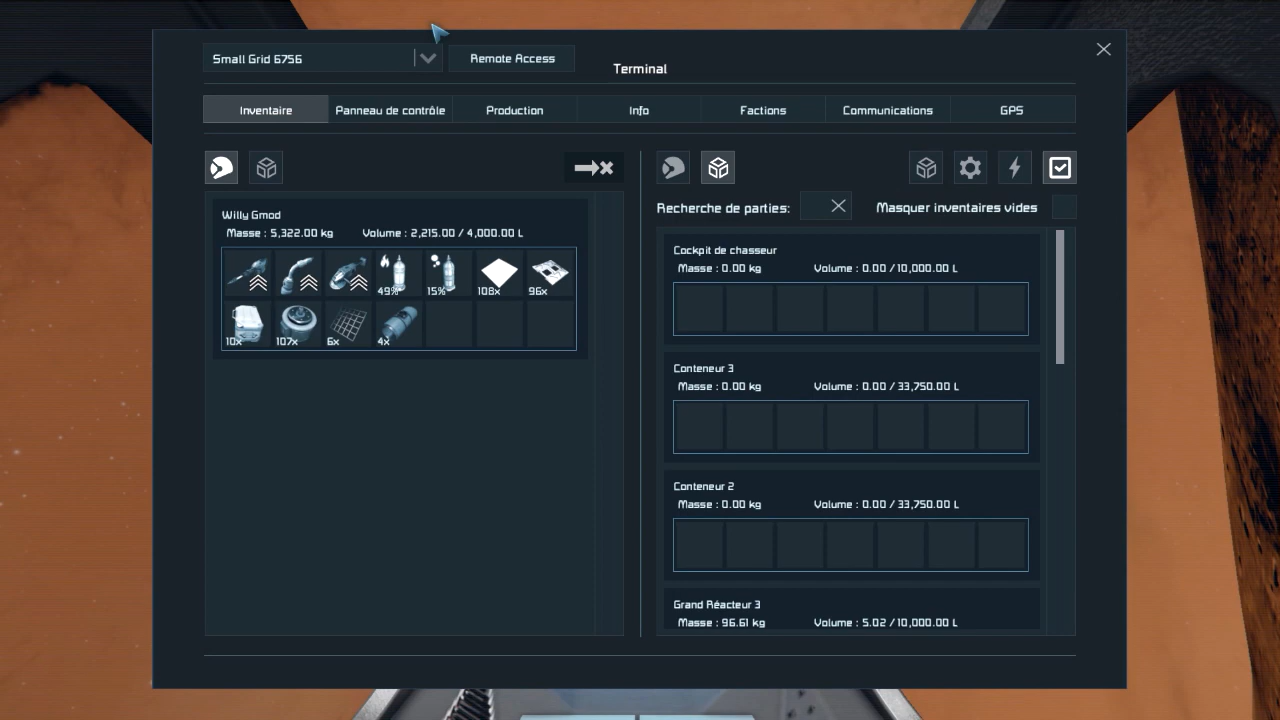 Small Grid 6756
Remote Access
Terminal
Inventaire
Panneau de contrôle
Production
Info
Factions
Communications
GPS
Willy Gmod
Masse : 5,322.00 kg
Volume : 2,215.00 / 4,000.00 L
49%
15%
108x
96x
10x
107x
6x
4x
Recherche de parties:
Masquer inventaires vides
Cockpit de chasseur
Masse : 0.00 kg
Volume : 0.00 / 10,000.00 L
Conteneur 3
Masse : 0.00 kg
Volume : 0.00 / 33,750.00 L
Conteneur 2
Masse : 0.00 kg
Volume : 0.00 / 33,750.00 L
Grand Réacteur 3
Masse : 96.61 kg
Volume : 5.02 / 10,000.00 L